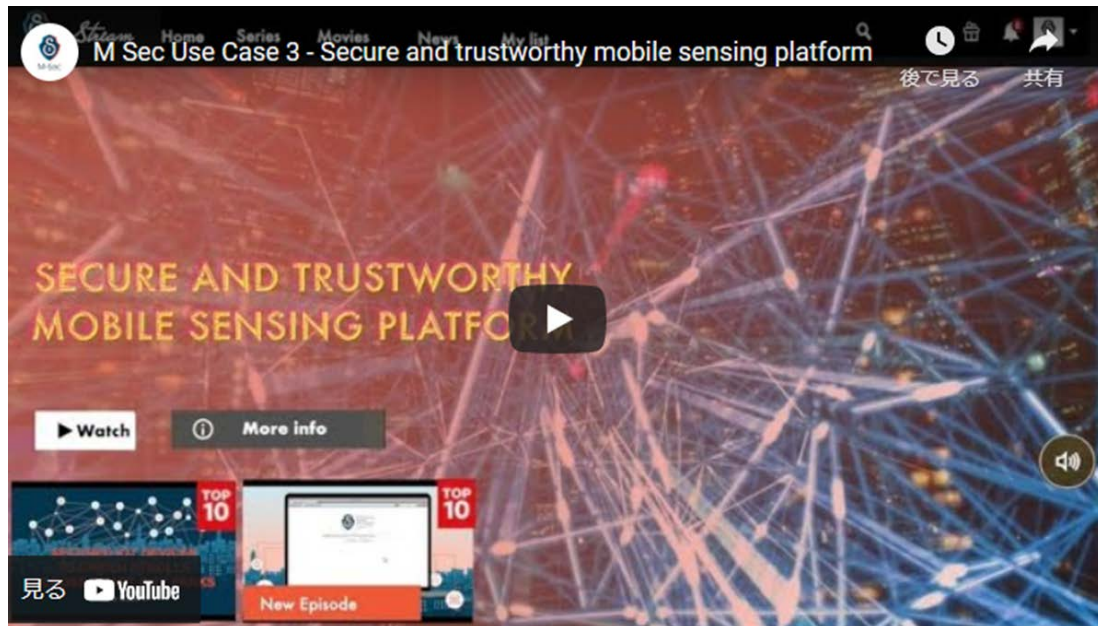 Stream Home Series Movies News My list
M Sec Use Case 3 - Secure and trustworthy mobile sensing platform
M-Sec
後で見る 共有
SECURE AND TRUSTWORTHY
MOBILE SENSING PLATFORM
Watch
More info
TOP
10
TOP
10
New Episode
見る YouTube